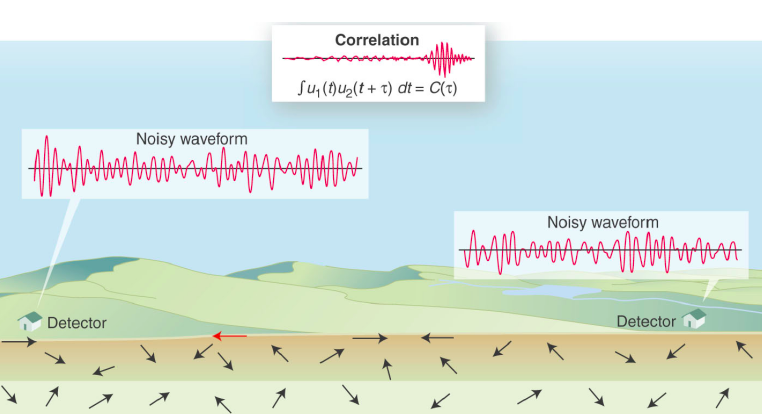 Correlation
∫u₁(t)u₂(t + τ) dt = C(τ)
Noisy waveform
Noisy waveform
Detector
Detector